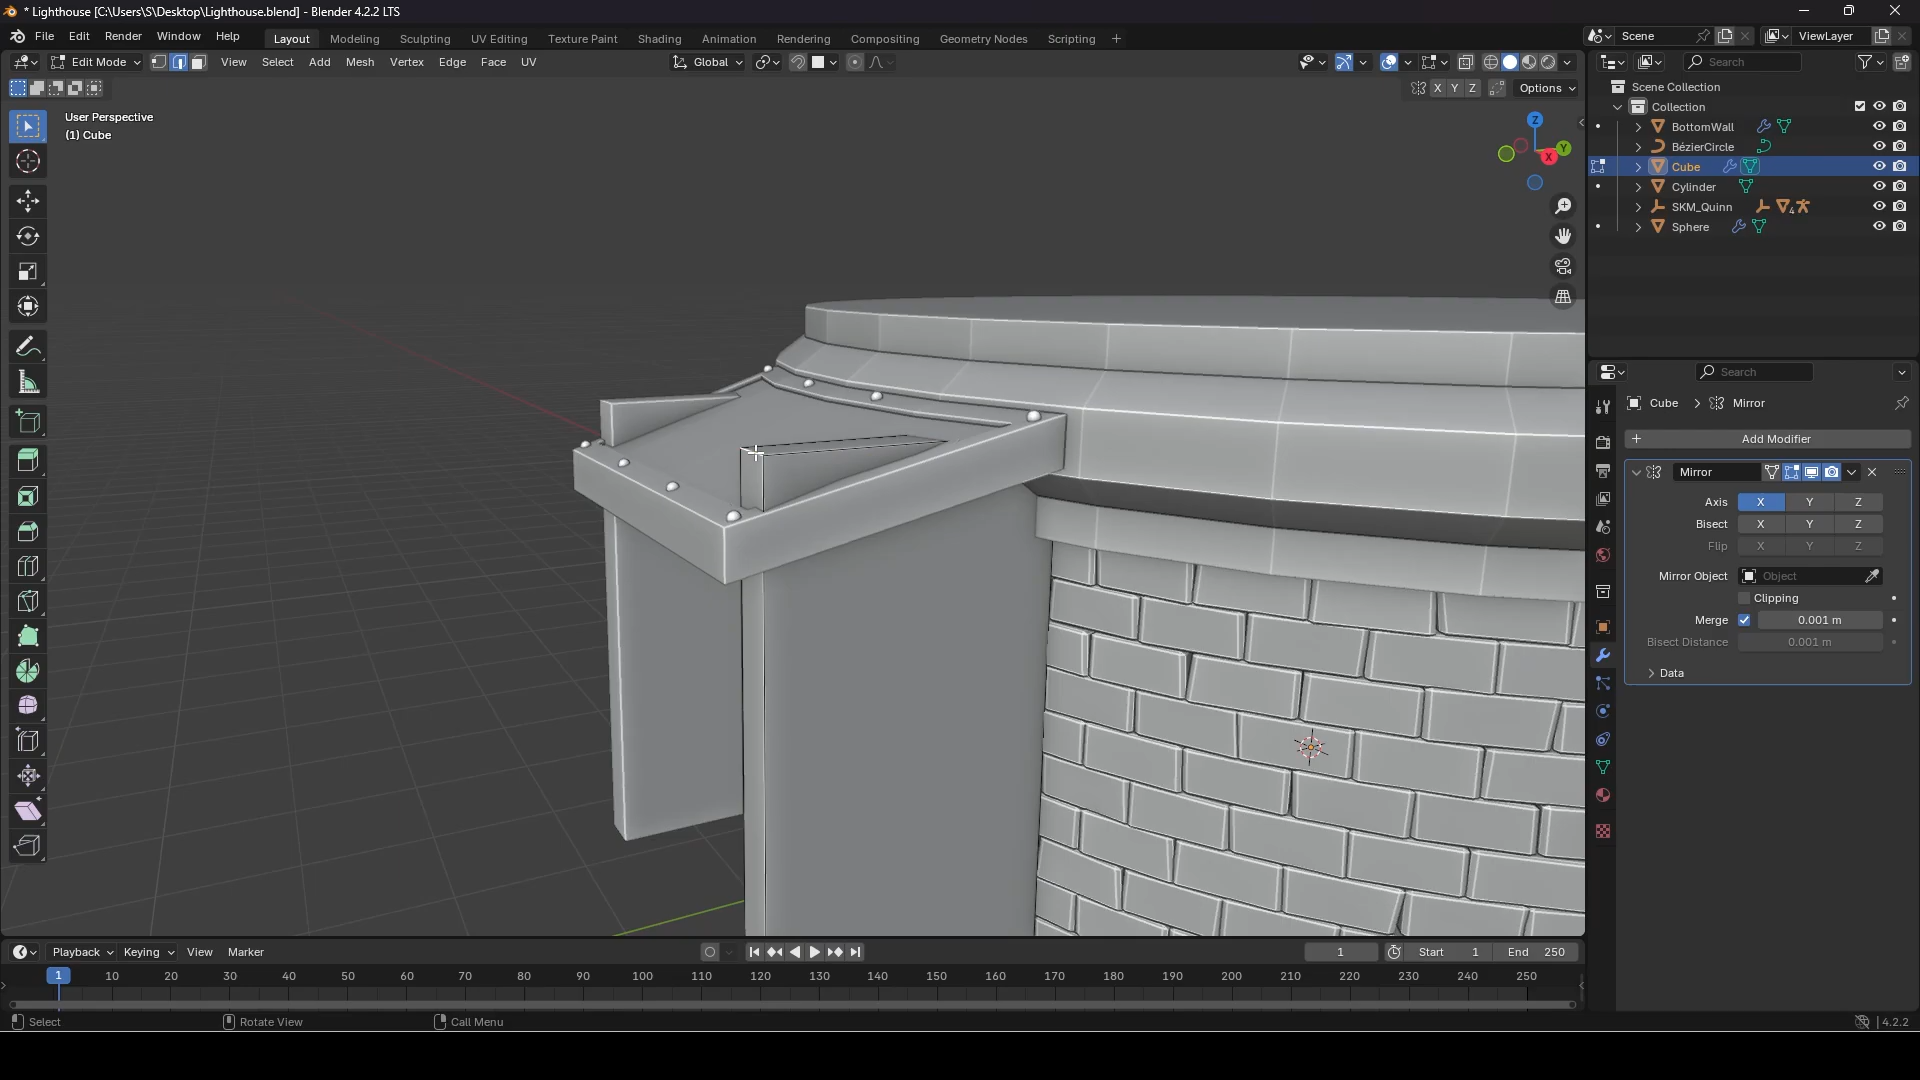 * Lighthouse [C:\Users\S\Desktop\Lighthouse.blend] - Blender 4.2.2 LTS
File Edit Render Window Help Layout Modeling Sculpting UV Editing Texture Paint Shading Animation Rendering Compositing Geometry Nodes Scripting + Scene ViewLayer
Edit Mode View Select Add Mesh Vertex Edge Face UV Global Search
X Y Z Options
User Perspective
(1) Cube
Z
Y
X
Scene Collection
Collection
BottomWall
BézierCircle
Cube
Cylinder
SKM_Quinn 4
Sphere
Search
Cube > Mirror
+ Add Modifier
Mirror
Axis X Y Z
Bisect X Y Z
Flip X Y Z
Mirror Object Object
Clipping
Merge 0.001 m
Bisect Distance 0.001 m
Data
Playback Keying View Marker 1 Start 1 End 250
1 10 20 30 40 50 60 70 80 90 100 110 120 130 140 150 160 170 180 190 200 210 220 230 240 250
Select Rotate View Call Menu 4.2.2